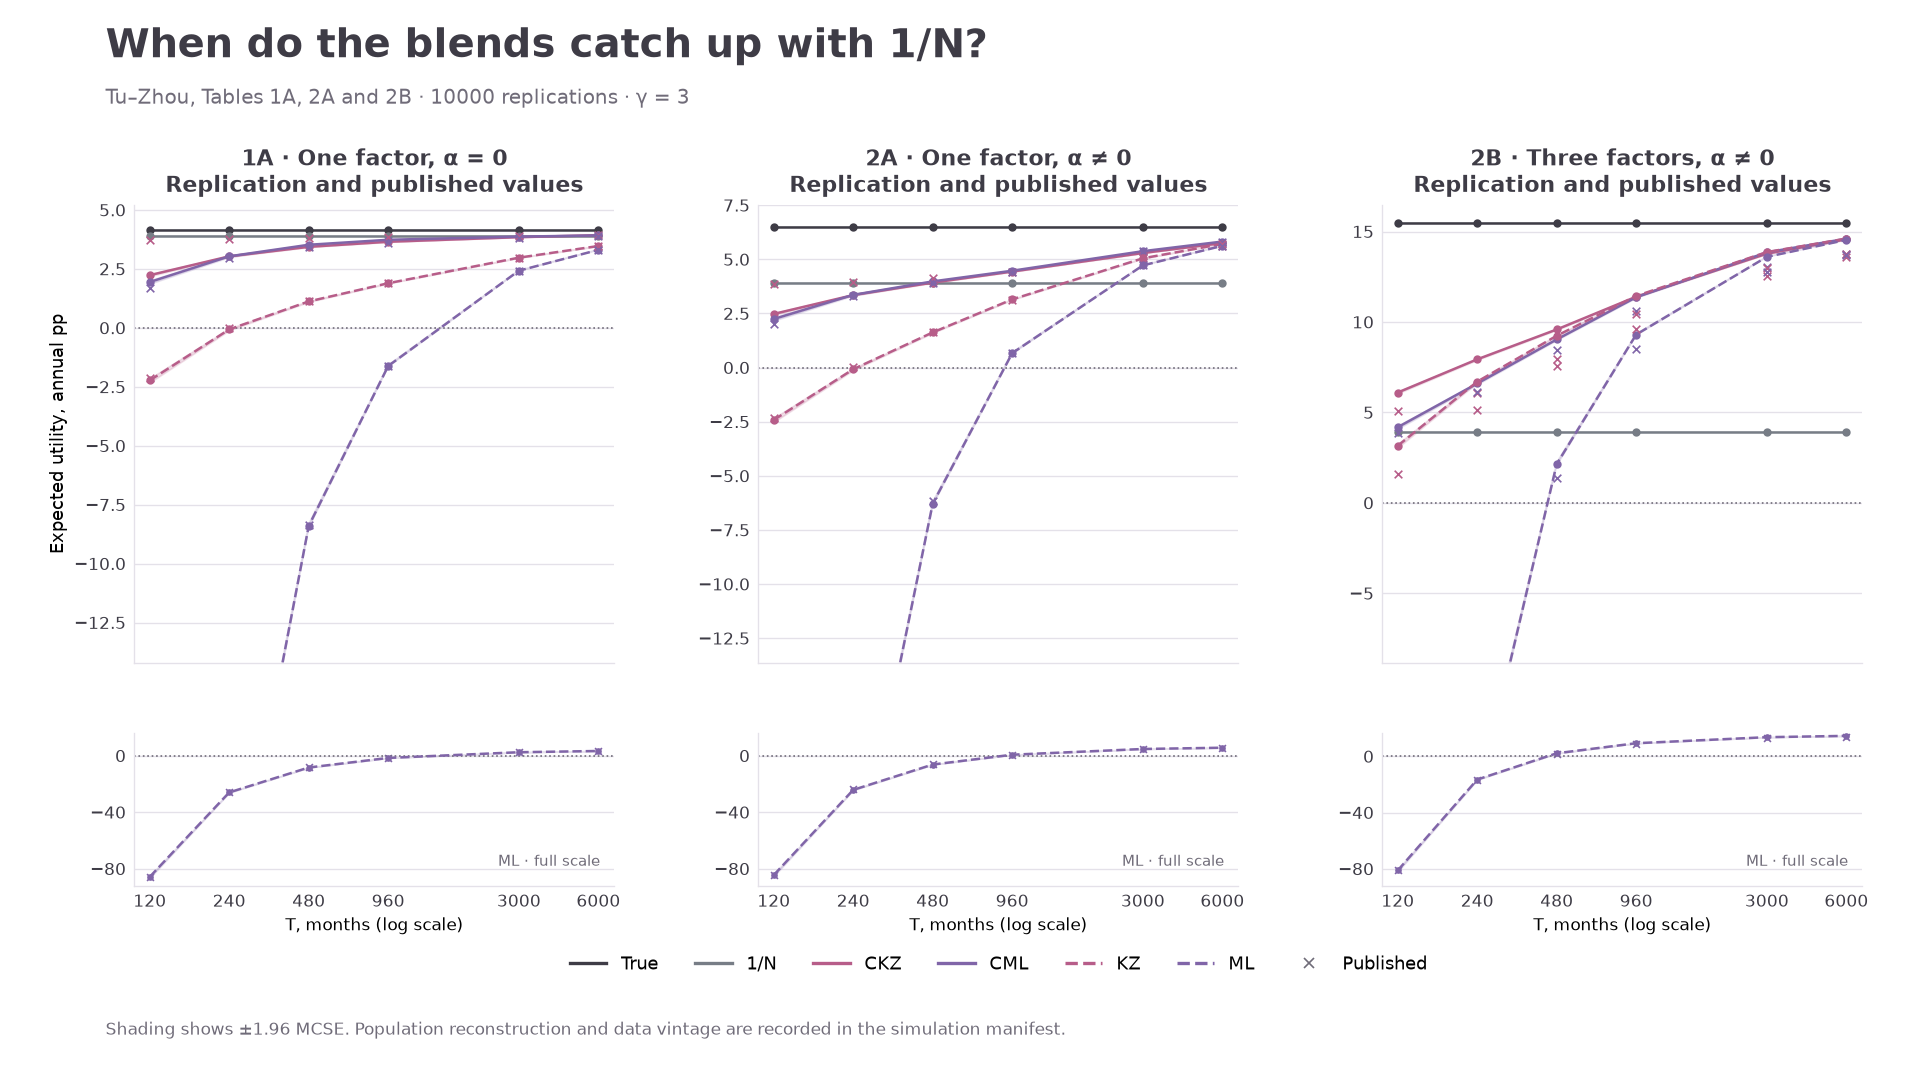 When do the blends catch up with 1/N?
Tu–Zhou, Tables 1A, 2A and 2B · 10000 replications · γ = 3
1A · One factor, α = 0
Replication and published values
2A · One factor, α ≠ 0
Replication and published values
2B · Three factors, α ≠ 0
Replication and published values
Expected utility, annual pp
5.0
2.5
0.0
−2.5
−5.0
−7.5
−10.0
−12.5
7.5
5.0
2.5
0.0
−2.5
−5.0
−7.5
−10.0
−12.5
15
10
5
0
−5
0
−40
−80
ML · full scale
120 240 480 960 3000 6000
T, months (log scale)
0
−40
−80
ML · full scale
120 240 480 960 3000 6000
T, months (log scale)
0
−40
−80
ML · full scale
120 240 480 960 3000 6000
T, months (log scale)
True 1/N CKZ CML KZ ML Published
Shading shows ±1.96 MCSE. Population reconstruction and data vintage are recorded in the simulation manifest.